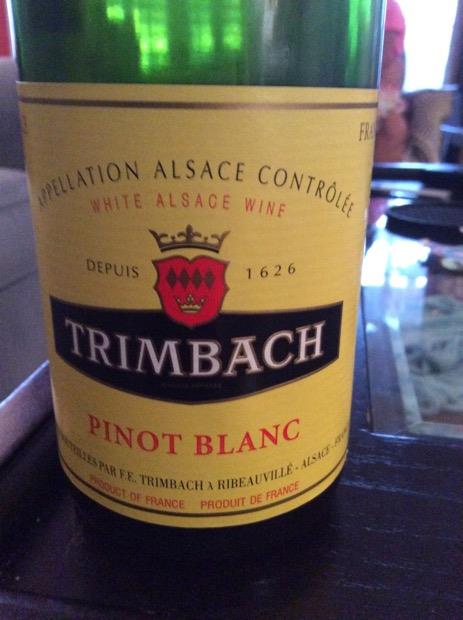 APPELLATION ALSACE CONTRÔLÉE
WHITE ALSACE WINE
DEPUIS 1626
TRIMBACH
PINOT BLANC
PAR F.E. TRIMBACH À RIBEAUVILLÉ - ALSACE -
PRODUCT OF FRANCE PRODUIT DE FRANCE